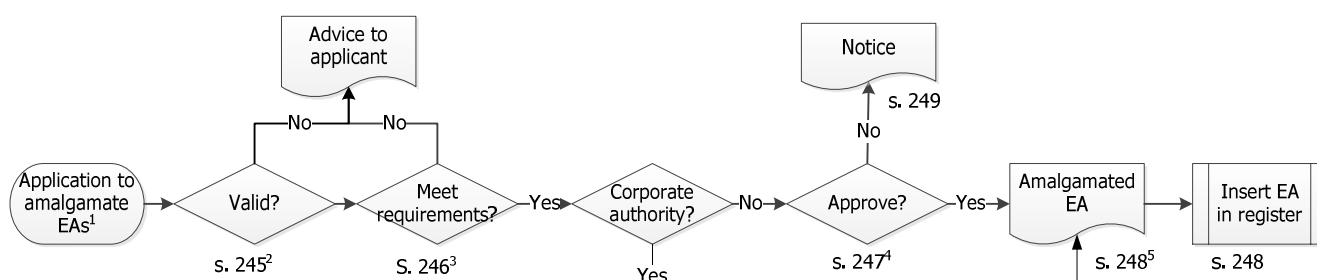 Advice to
applicant
Notice
s. 249
No
No
No
Application to
amalgamate
EAs¹
Valid?
Meet
requirements?
Yes
Corporate
authority?
No
Approve?
Yes
Amalgamated
EA
Insert EA
in register
s. 245²
S. 246³
Yes
s. 247⁴
s. 248⁵
s. 248